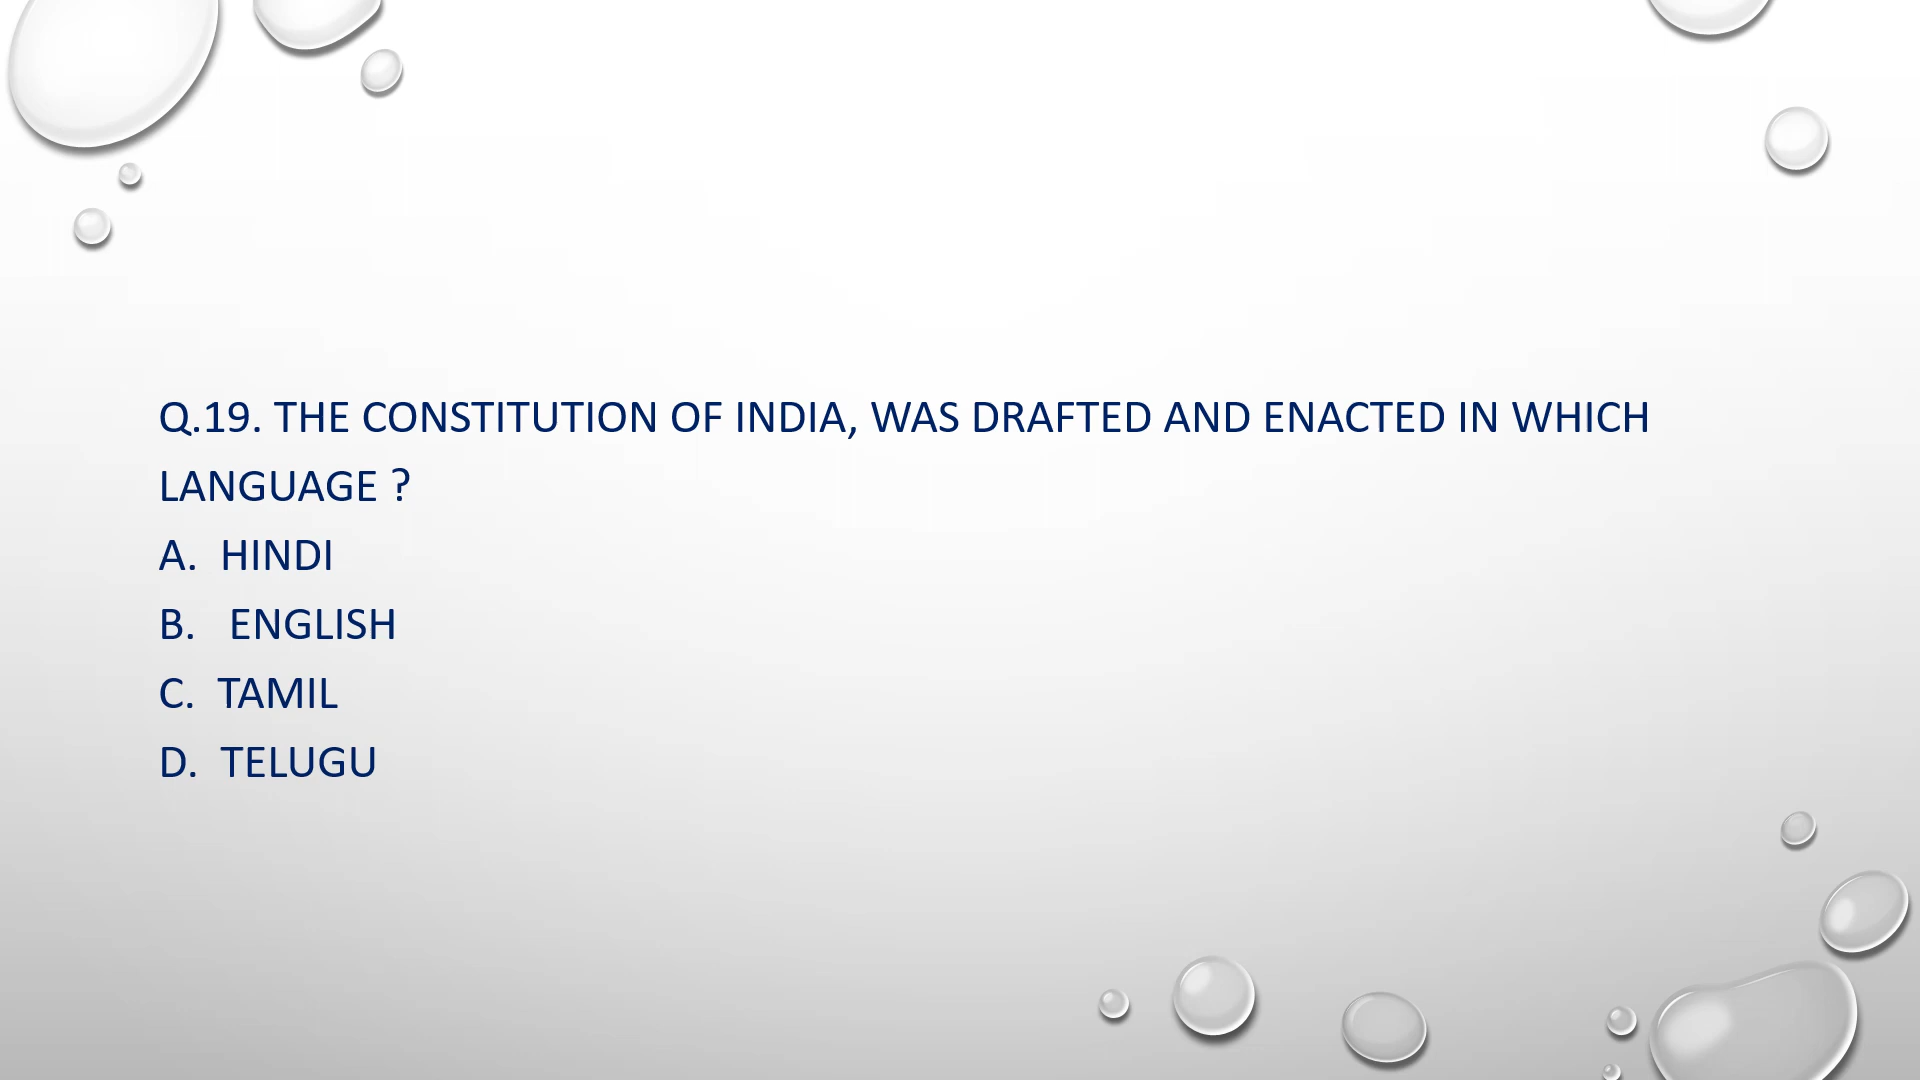 Q.19. THE CONSTITUTION OF INDIA, WAS DRAFTED AND ENACTED IN WHICH
LANGUAGE ?
A. HINDI
B. ENGLISH
C. TAMIL
D. TELUGU